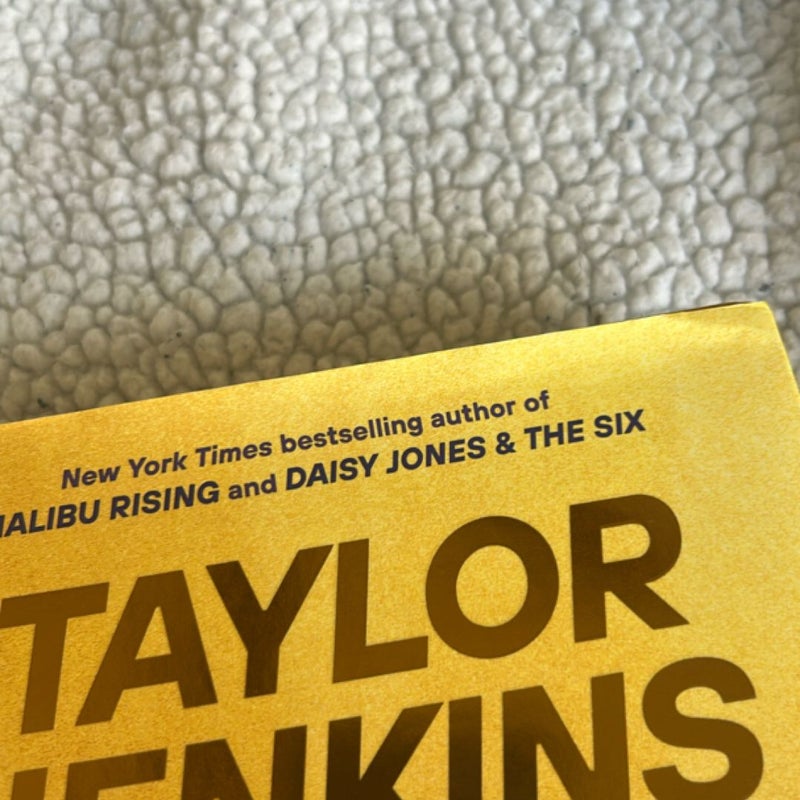 New York Times bestselling author of
MALIBU RISING and DAISY JONES & THE SIX
TAYLOR
JENKINS